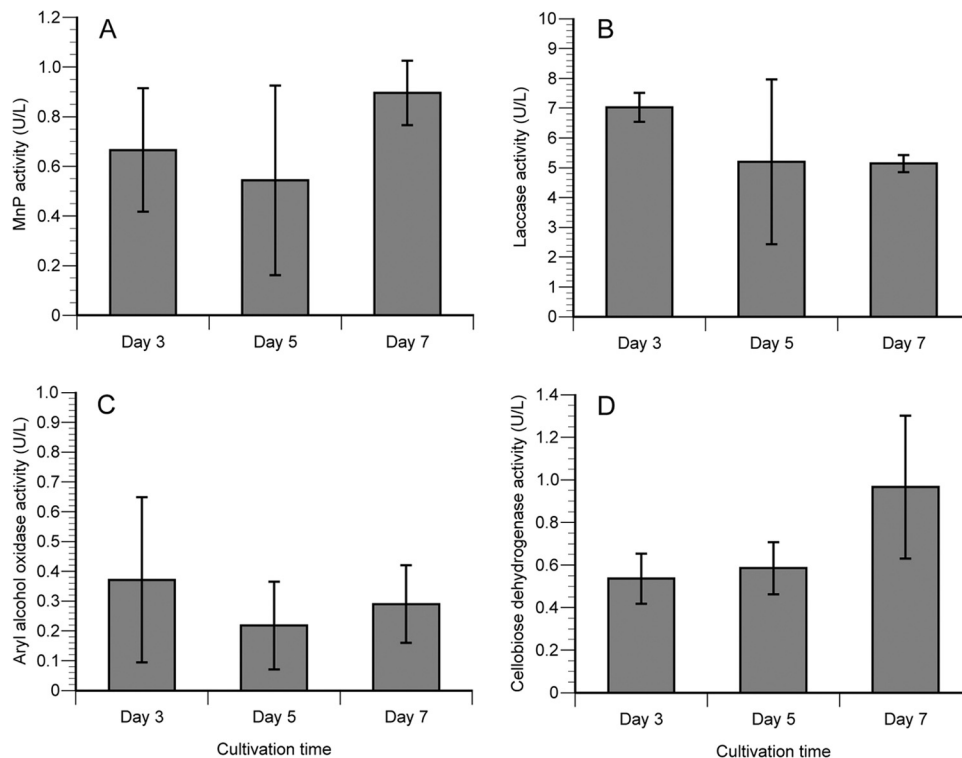 A
MnP activity (U/L)
1.2
1.0
0.8
0.6
0.4
0.2
0
Day 3
Day 5
Day 7
B
Laccase activity (U/L)
10
9
8
7
6
5
4
3
2
1
0
Day 3
Day 5
Day 7
C
Aryl alcohol oxidase activity (U/L)
1.0
0.9
0.8
0.7
0.6
0.5
0.4
0.3
0.2
0.1
0
Day 3
Day 5
Day 7
Cultivation time
D
Cellobiose dehydrogenase activity (U/L)
1.4
1.2
1.0
0.8
0.6
0.4
0.2
0
Day 3
Day 5
Day 7
Cultivation time